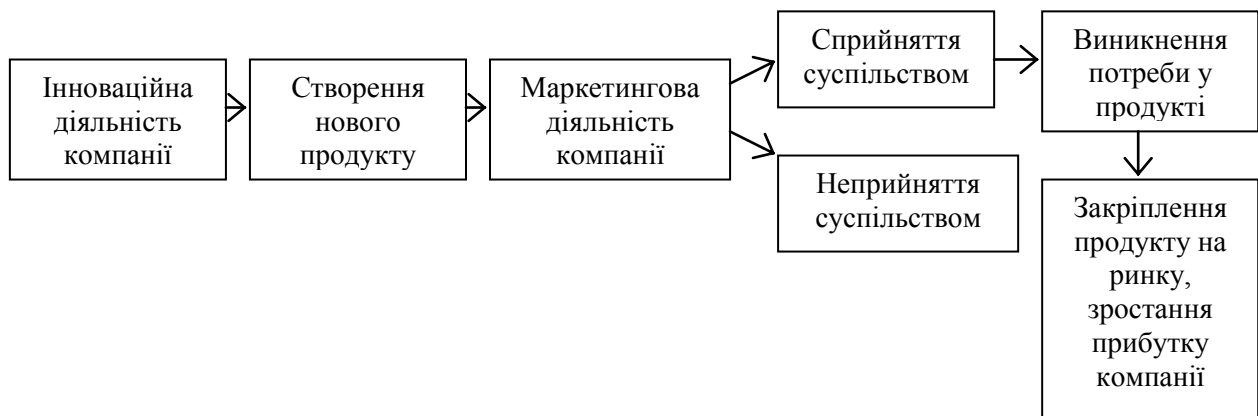 Інноваційна
діяльність
компанії
Створення
нового
продукту
Маркетингова
діяльність
компанії
Сприйняття
суспільством
Неприйняття
суспільством
Виникнення
потреби у
продукті
Закріплення
продукту на
ринку,
зростання
прибутку
компанії